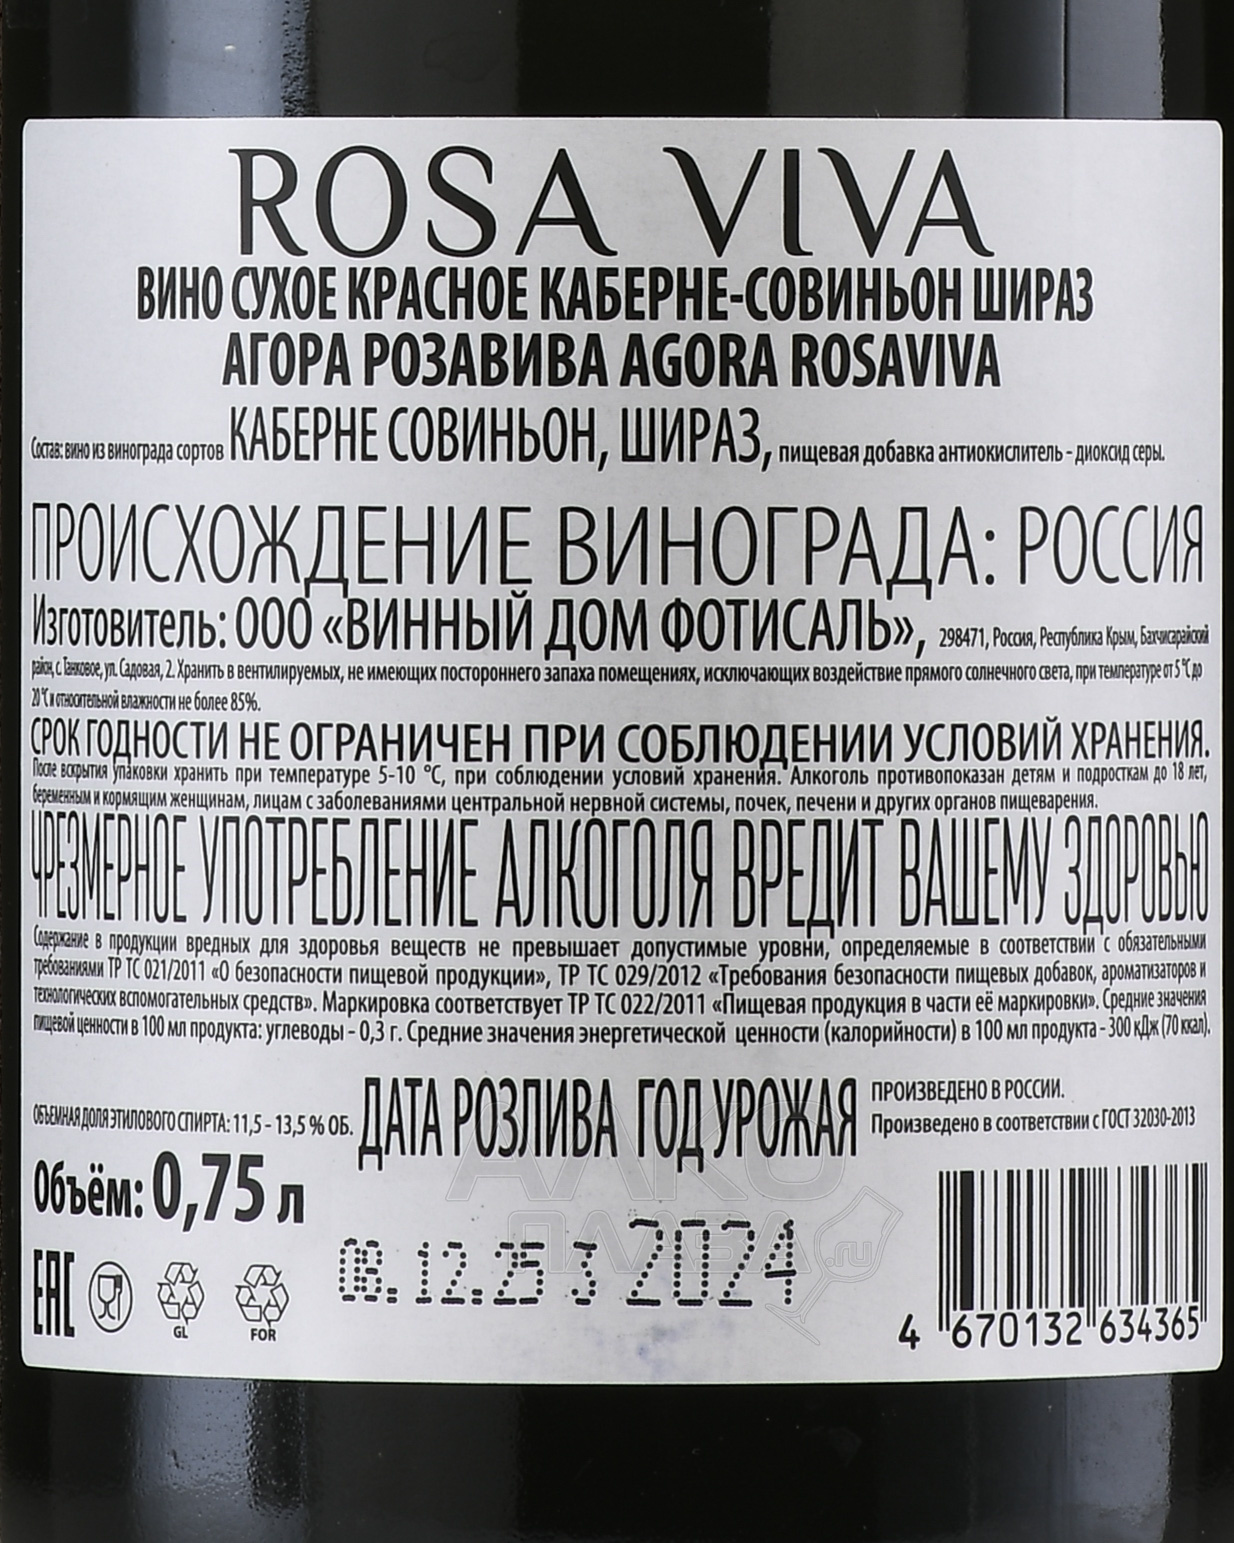 ROSA VIVA
ВИНО СУХОЕ КРАСНОЕ КАБЕРНЕ-СОВИНЬОН ШИРАЗ
АГОРА РОЗАВИВА AGORA ROSAVIVA
Состав: вино из винограда сортов КАБЕРНЕ СОВИНЬОН, ШИРАЗ, пищевая добавка антиокислитель - диоксид серы.
ПРОИСХОЖДЕНИЕ ВИНОГРАДА: РОССИЯ
Изготовитель: ООО «ВИННЫЙ ДОМ ФОТИСАЛЬ», 298471, Россия, Республика Крым, Бахчисарайский
район, с. Танковое, ул. Садовая, 2. Хранить в вентилируемых, не имеющих постороннего запаха помещениях, исключающих воздействие прямого солнечного света, при температуре от 5 °С до
20 °С и относительной влажности не более 85%.
СРОК ГОДНОСТИ НЕ ОГРАНИЧЕН ПРИ СОБЛЮДЕНИИ УСЛОВИЙ ХРАНЕНИЯ.
После вскрытия упаковки хранить при температуре 5-10 °С, при соблюдении условий хранения. Алкоголь противопоказан детям и подросткам до 18 лет,
беременным и кормящим женщинам, лицам с заболеваниями центральной нервной системы, почек, печени и других органов пищеварения.
ЧРЕЗМЕРНОЕ УПОТРЕБЛЕНИЕ АЛКОГОЛЯ ВРЕДИТ ВАШЕМУ ЗДОРОВЬЮ
Содержание в продукции вредных для здоровья веществ не превышает допустимые уровни, определяемые в соответствии с обязательными
требованиями ТР ТС 021/2011 «О безопасности пищевой продукции», ТР ТС 029/2012 «Требования безопасности пищевых добавок, ароматизаторов и
технологических вспомогательных средств». Маркировка соответствует ТР ТС 022/2011 «Пищевая продукция в части её маркировки». Средние значения
пищевой ценности в 100 мл продукта: углеводы - 0,3 г. Средние значения энергетической ценности (калорийности) в 100 мл продукта - 300 кДж (70 ккал).
ОБЪЕМНАЯ ДОЛЯ ЭТИЛОВОГО СПИРТА: 11,5 - 13,5 % ОБ. ДАТА РОЗЛИВА ГОД УРОЖАЯ
ПРОИЗВЕДЕНО В РОССИИ.
Произведено в соответствии с ГОСТ 32030-2013
Объём: 0,75 л
08.12.25 3 2024
АЛКО
ПЛАЗА.ru
EAC
GL
FOR
4 670132 634365